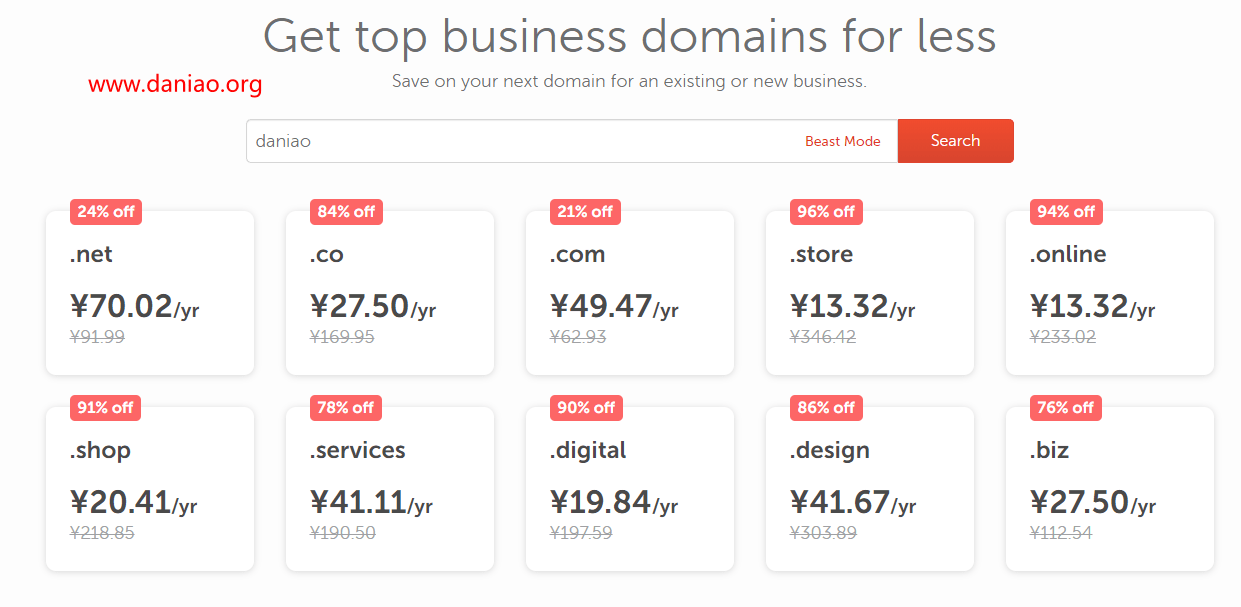 Get top business domains for less
www.daniao.org
Save on your next domain for an existing or new business.
daniao
Beast Mode
Search
24% off
.net
¥70.02/yr
¥91.99
84% off
.co
¥27.50/yr
¥169.95
21% off
.com
¥49.47/yr
¥62.93
96% off
.store
¥13.32/yr
¥346.42
94% off
.online
¥13.32/yr
¥233.02
91% off
.shop
¥20.41/yr
¥218.85
78% off
.services
¥41.11/yr
¥190.50
90% off
.digital
¥19.84/yr
¥197.59
86% off
.design
¥41.67/yr
¥303.89
76% off
.biz
¥27.50/yr
¥112.54